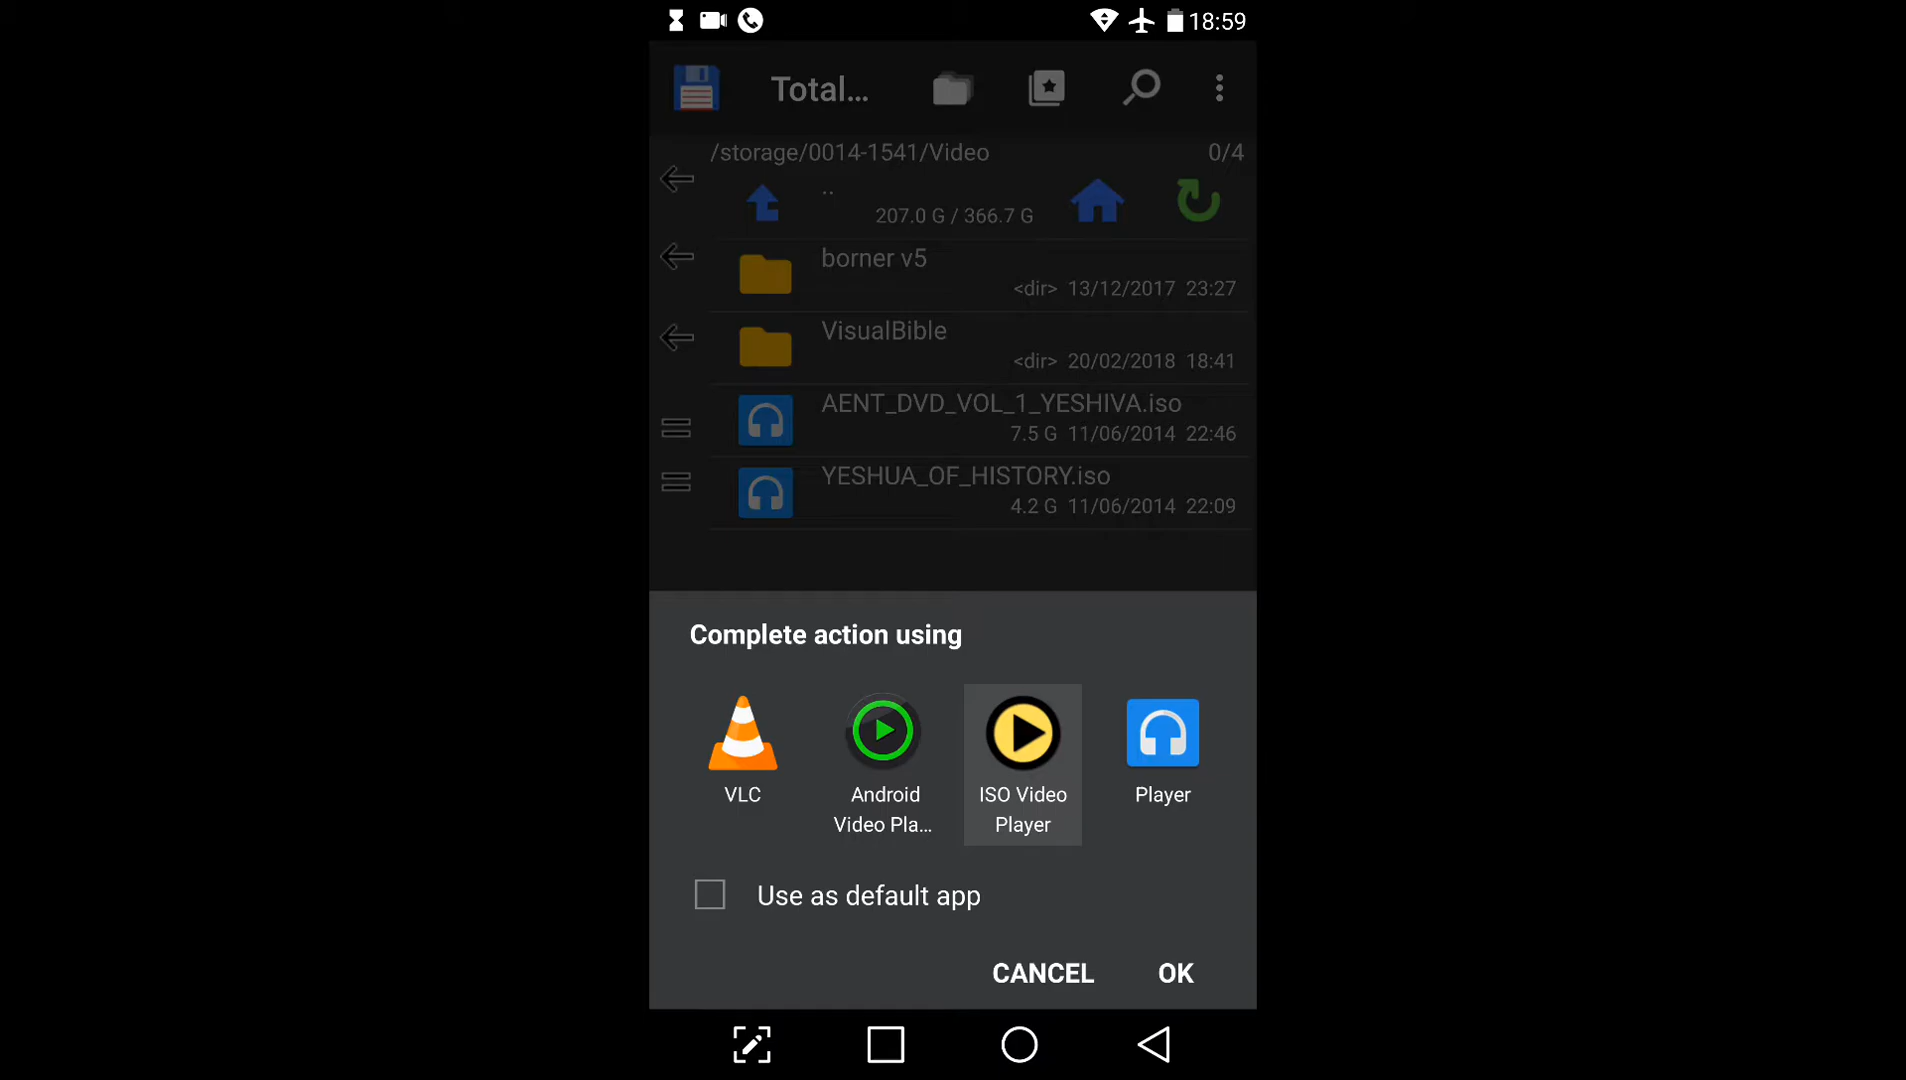 18:59
Total...
/storage/0014-1541/Video 0/4
..
207.0 G / 366.7 G
borner v5
<dir> 13/12/2017 23:27
VisualBible
<dir> 20/02/2018 18:41
AENT_DVD_VOL_1_YESHIVA.iso
7.5 G 11/06/2014 22:46
YESHUA_OF_HISTORY.iso
4.2 G 11/06/2014 22:09
Complete action using
VLC
Android
Video Pla...
ISO Video
Player
Player
Use as default app
CANCEL OK